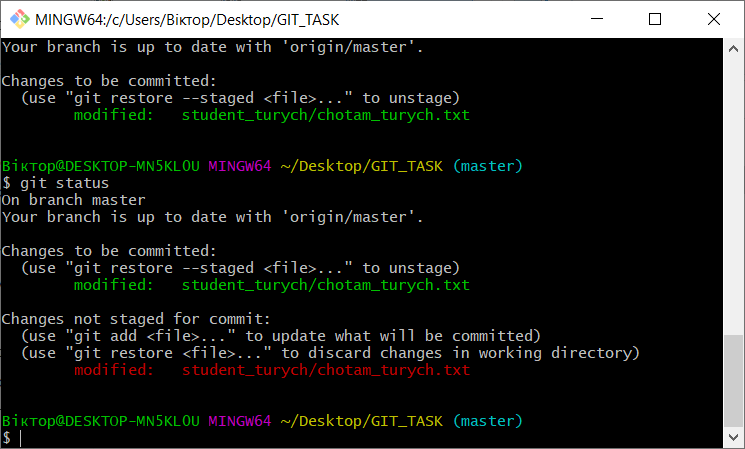 MINGW64:/c/Users/Віктор/Desktop/GIT_TASK
Your branch is up to date with 'origin/master'.
Changes to be committed:
  (use "git restore --staged <file>..." to unstage)
        modified:   student_turych/chotam_turych.txt
Віктор@DESKTOP-MN5KL0U MINGW64 ~/Desktop/GIT_TASK (master)
$ git status
On branch master
Your branch is up to date with 'origin/master'.
Changes to be committed:
  (use "git restore --staged <file>..." to unstage)
        modified:   student_turych/chotam_turych.txt
Changes not staged for commit:
  (use "git add <file>..." to update what will be committed)
  (use "git restore <file>..." to discard changes in working directory)
        modified:   student_turych/chotam_turych.txt
Віктор@DESKTOP-MN5KL0U MINGW64 ~/Desktop/GIT_TASK (master)
$